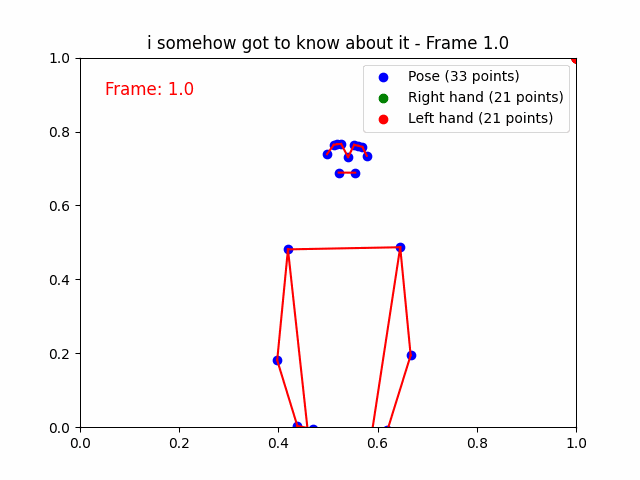 i somehow got to know about it - Frame 1.0
Frame: 1.0
Pose (33 points)
Right hand (21 points)
Left hand (21 points)
1.0
0.8
0.6
0.4
0.2
0.0
0.0 0.2 0.4 0.6 0.8 1.0